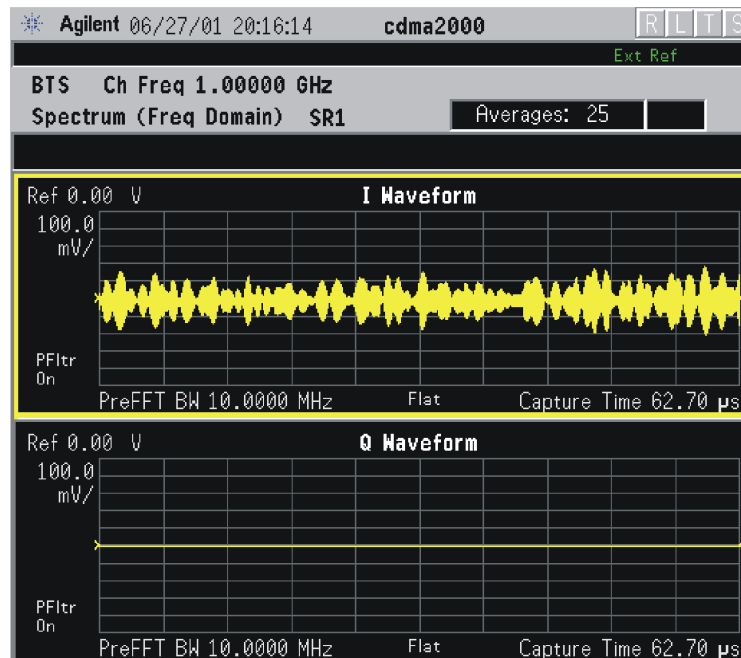 Agilent 06/27/01 20:16:14 cdma2000 R L T S
Ext Ref
BTS Ch Freq 1.00000 GHz
Spectrum (Freq Domain) SR1 Averages: 25
Ref 0.00 V I Waveform
100.0
mV/
PFltr
On
PreFFT BW 10.0000 MHz Flat Capture Time 62.70 µs
Ref 0.00 V Q Waveform
100.0
mV/
PFltr
On
PreFFT BW 10.0000 MHz Flat Capture Time 62.70 µs